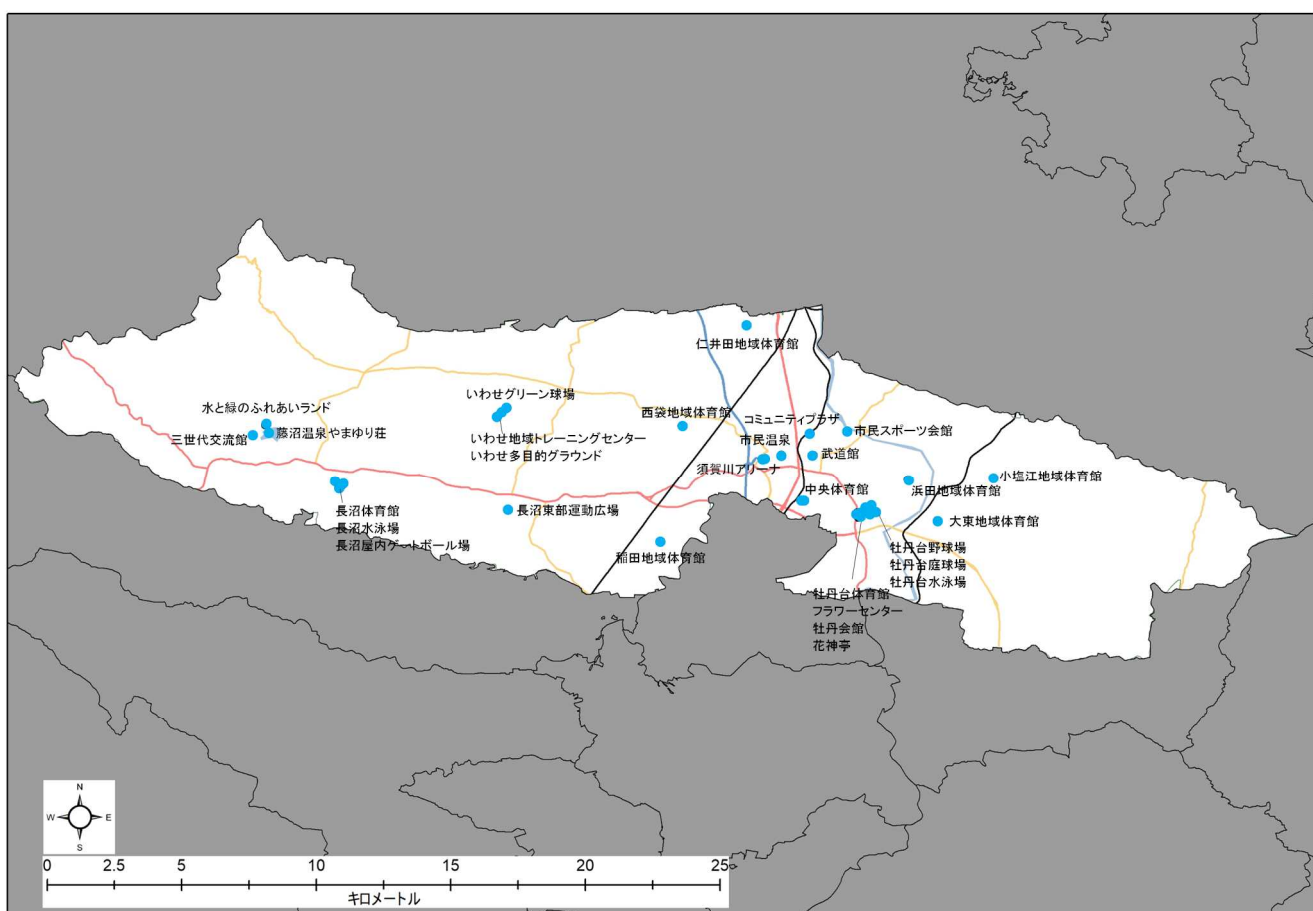 仁井田地域体育館
いわせグリーン球場
水と緑のふれあいランド
西袋地域体育館
コミュニティプラザ
市民スポーツ会館
三世代交流館
藤沼温泉やまゆり荘
いわせ地域トレーニングセンター
いわせ多目的グラウンド
市民温泉
武道館
須賀川アリーナ
小塩江地域体育館
中央体育館
浜田地域体育館
長沼体育館
長沼水泳場
長沼屋内ゲートボール場
長沼東部運動広場
大東地域体育館
稲田地域体育館
牡丹台野球場
牡丹台庭球場
牡丹台水泳場
牡丹台体育館
フラワーセンター
牡丹会館
花神亭
N
W E
S
0 2.5 5 10 15 20 25
キロメートル